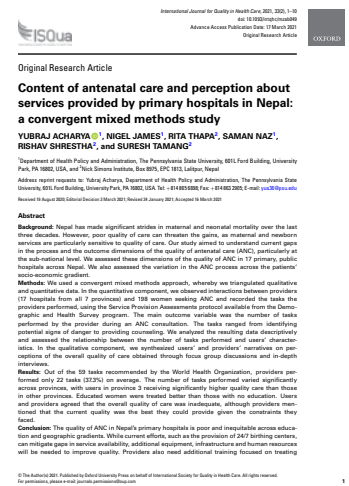 International Journal for Quality in Health Care, 2021, 33(2), 1–10
doi: 10.1093/intqhc/mzab049
Advance Access Publication Date: 17 March 2021
Original Research Article
ISQua
OXFORD
Original Research Article
Content of antenatal care and perception about
services provided by primary hospitals in Nepal:
a convergent mixed methods study
YUBRAJ ACHARYA 1, NIGEL JAMES1, RITA THAPA2, SAMAN NAZ1,
RISHAV SHRESTHA2, and SURESH TAMANG2
1Department of Health Policy and Administration, The Pennsylvania State University, 601L Ford Building, University
Park, PA 16802, USA, and 2Nick Simons Institute, Box 8975, EPC 1813, Lalitpur, Nepal
Address reprint requests to: Yubraj Acharya, Department of Health Policy and Administration, The Pennsylvania State
University, 601L Ford Building, University Park, PA 16802, USA. Tel: +
Received 19 August 2020; Editorial Decision 2 March 2021; Revised 24 January 2021; Accepted 16 March 2021
Abstract
Background: Nepal has made significant strides in maternal and neonatal mortality over the last
three decades. However, poor quality of care can threaten the gains, as maternal and newborn
services are particularly sensitive to quality of care. Our study aimed to understand current gaps
in the process and the outcome dimensions of the quality of antenatal care (ANC), particularly at
the sub-national level. We assessed these dimensions of the quality of ANC in 17 primary, public
hospitals across Nepal. We also assessed the variation in the ANC process across the patients'
socio-economic gradient.
Methods: We used a convergent mixed methods approach, whereby we triangulated qualitative
and quantitative data. In the quantitative component, we observed interactions between providers
(17 hospitals from all 7 provinces) and 198 women seeking ANC and recorded the tasks the
providers performed, using the Service Provision Assessments protocol available from the Demo-
graphic and Health Survey program. The main outcome variable was the number of tasks
performed by the provider during an ANC consultation. The tasks ranged from identifying
potential signs of danger to providing counseling. We analyzed the resulting data descriptively
and assessed the relationship between the number of tasks performed and users' character-
istics. In the qualitative component, we synthesized users' and providers' narratives on per-
ceptions of the overall quality of care obtained through focus group discussions and in-depth
interviews.
Results: Out of the 59 tasks recommended by the World Health Organization, providers per-
formed only 22 tasks (37.3%) on average. The number of tasks performed varied significantly
across provinces, with users in province 3 receiving significantly higher quality care than those
in other provinces. Educated women were treated better than those with no education. Users
and providers agreed that the overall quality of care was inadequate, although providers men-
tioned that the current quality was the best they could provide given the constraints they
faced.
Conclusion: The quality of ANC in Nepal's primary hospitals is poor and inequitable across educa-
tion and geographic gradients. While current efforts, such as the provision of 24/7 birthing centers,
can mitigate gaps in service availability, additional equipment, infrastructure and human resources
will be needed to improve quality. Providers also need additional training focused on treating
© The Author(s) 2021. Published by Oxford University Press on behalf of International Society for Quality in Health Care. All rights reserved.
For permissions, please e-mail: journals.permissions@oup.com
1